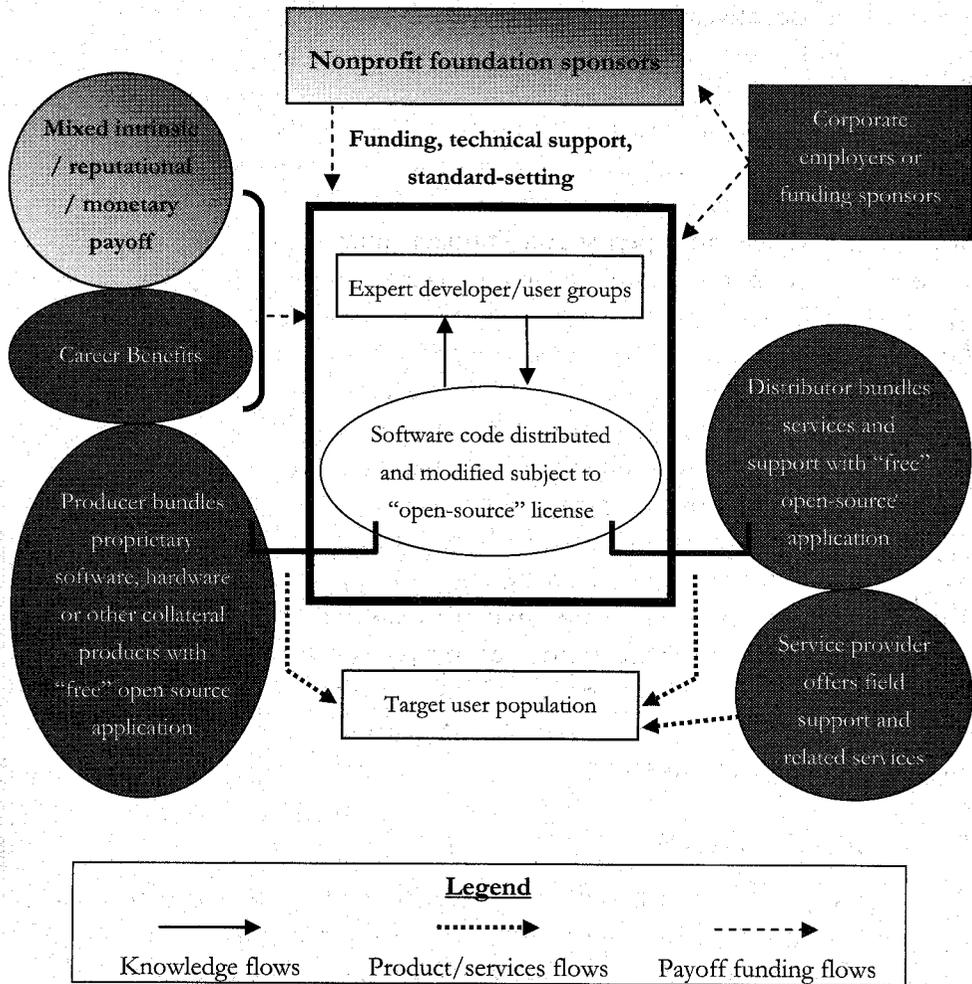 Nonprofit foundation sponsors
Mixed intrinsic
/ reputational
/ monetary
payoff
Funding, technical support,
standard-setting
Corporate
employers or
funding sponsors
Expert developer/user groups
Career Benefits
Software code distributed
and modified subject to
"open-source" license
Distributor bundles
services and
support with "free"
open-source
application
Producer bundles
proprietary
software, hardware
or other collateral
products with
"free" open source
application
Target user population
Service provider
offers field
support and
related services
Legend
Knowledge flows
Product/services flows
Payoff funding flows